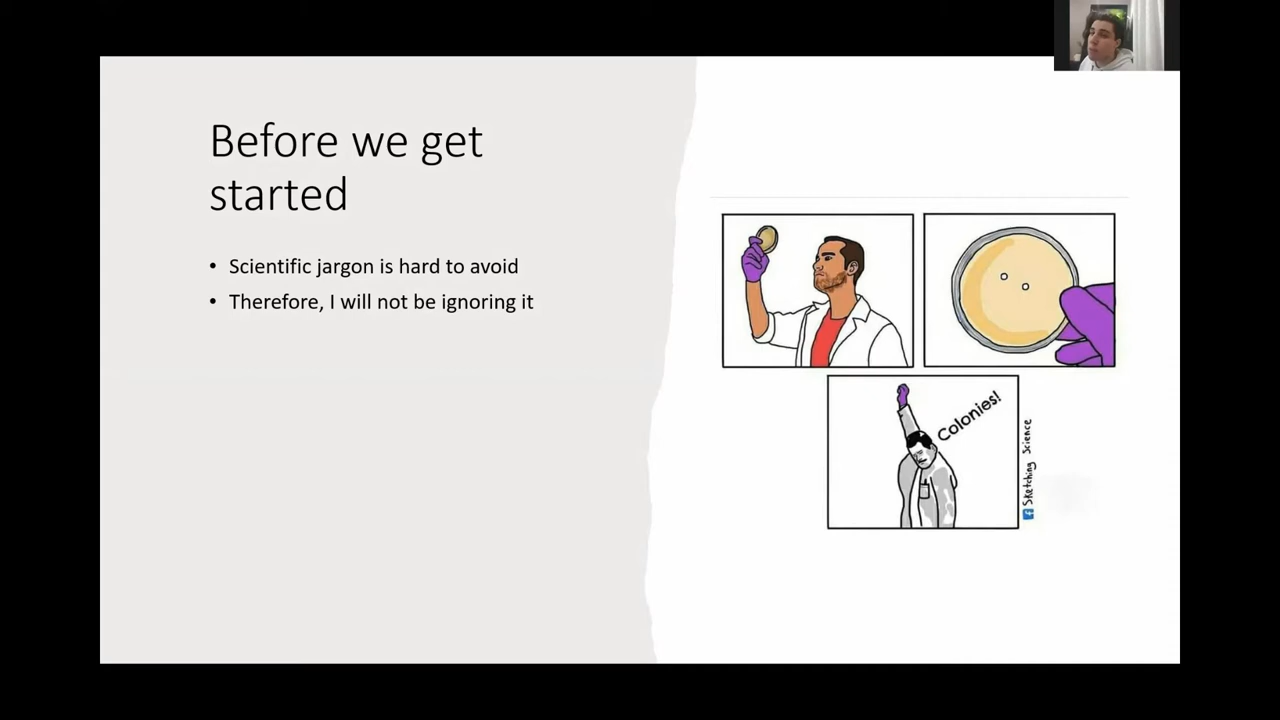 Before we get
started
• Scientific jargon is hard to avoid
• Therefore, I will not be ignoring it
Colonies!
f Sketching Science